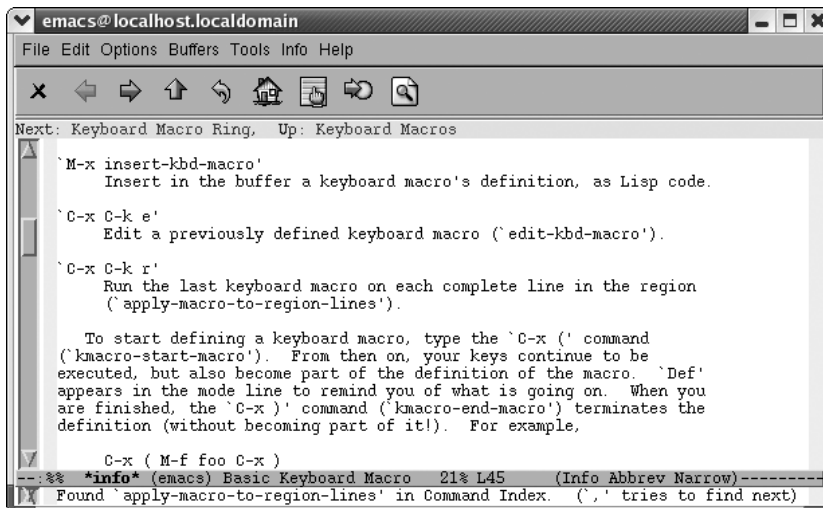 emacs@localhost.localdomain
File Edit Options Buffers Tools Info Help
Next: Keyboard Macro Ring,  Up: Keyboard Macros
`M-x insert-kbd-macro'
Insert in the buffer a keyboard macro's definition, as Lisp code.
`C-x C-k e'
Edit a previously defined keyboard macro (`edit-kbd-macro').
`C-x C-k r'
Run the last keyboard macro on each complete line in the region
(`apply-macro-to-region-lines').
To start defining a keyboard macro, type the `C-x (' command
(`kmacro-start-macro').  From then on, your keys continue to be
executed, but also become part of the definition of the macro.  `Def'
appears in the mode line to remind you of what is going on.  When you
are finished, the `C-x )' command (`kmacro-end-macro') terminates the
definition (without becoming part of it!).  For example,
C-x ( M-f foo C-x )
--:%%  *info* (emacs) Basic Keyboard Macro   21% L45    (Info Abbrev Narrow)---------
Found `apply-macro-to-region-lines' in Command Index.  (`,' tries to find next)